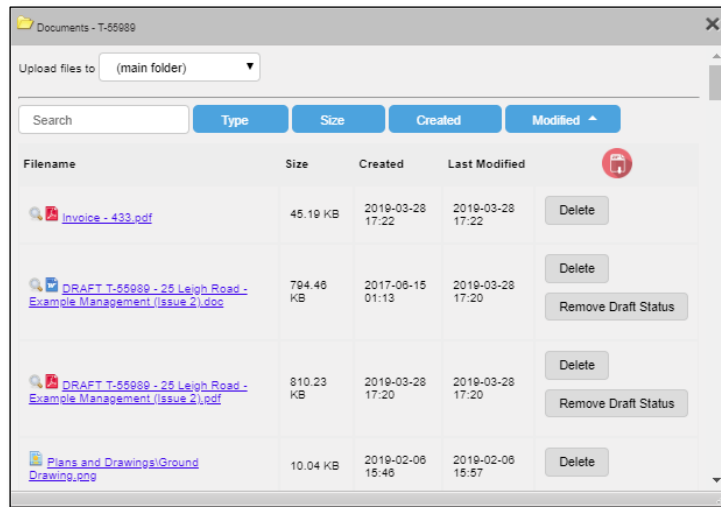 Documents - T-55989
Upload files to (main folder)
Search Type Size Created Modified
Filename Size Created Last Modified
Invoice - 433.pdf 45.19 KB 2019-03-28 17:22 2019-03-28 17:22 Delete
DRAFT T-55989 - 25 Leigh Road -
Example Management (Issue 2).doc
794.46
KB
2017-06-15
01:13
2019-03-28
17:20
Delete
Remove Draft Status
DRAFT T-55989 - 25 Leigh Road -
Example Management (Issue 2).pdf
810.23
KB
2019-03-28
17:20
2019-03-28
17:20
Delete
Remove Draft Status
Plans and Drawings\Ground
Drawing.png
10.04 KB
2019-02-06
15:46
2019-02-06
15:57
Delete